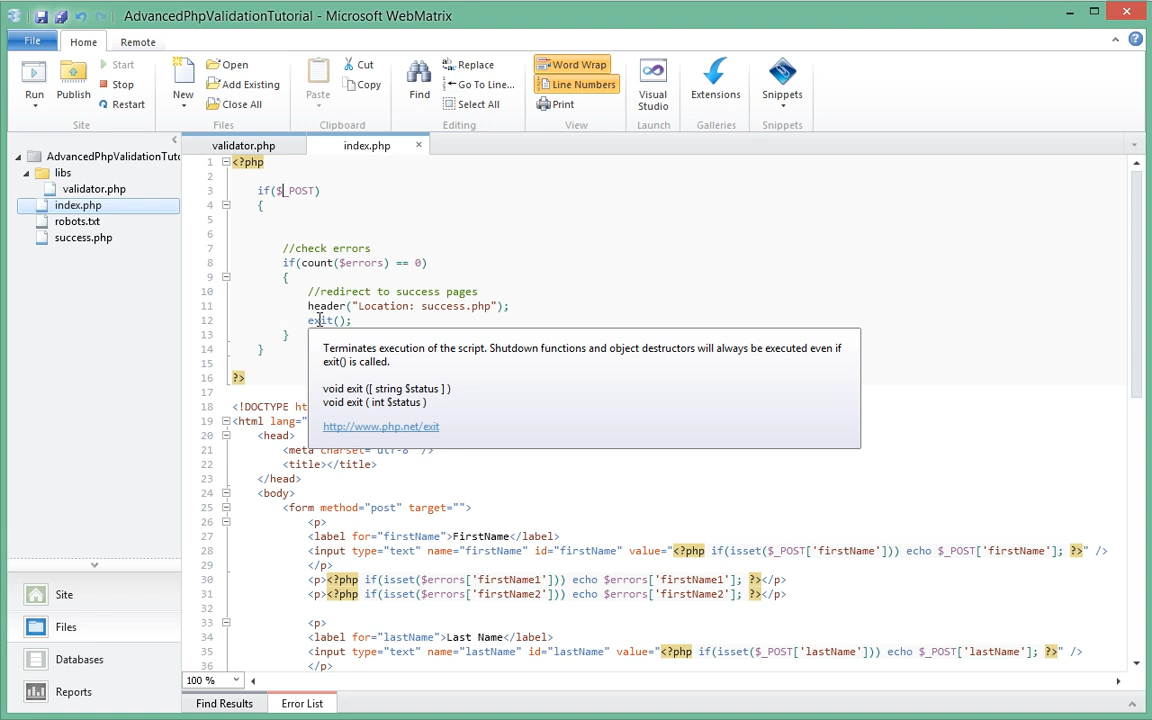 AdvancedPhpValidationTutorial - Microsoft WebMatrix
File Home Remote
Run
Publish
Start
Stop
Restart
Site
New
Open
Add Existing
Close All
Files
Paste
Cut
Copy
Clipboard
Find
Replace
Go To Line...
Select All
Editing
Word Wrap
Line Numbers
Print
View
Visual Studio
Launch
Extensions
Galleries
Snippets
Snippets
AdvancedPhpValidationTuto
libs
validator.php
index.php
robots.txt
success.php
Site
Files
Databases
Reports
validator.php index.php
1 <?php
2
3 if($_POST)
4 {
5
6
7 //check errors
8 if(count($errors) == 0)
9 {
10 //redirect to success pages
11 header("Location: success.php");
12 exit();
13 }
14 }
15
16 ?>
17
18 <!DOCTYPE ht
19 <html lang="
20 <head>
21 <meta charset="utf-8" />
22 <title></title>
23 </head>
24 <body>
25 <form method="post" target="">
26 <p>
27 <label for="firstName">FirstName</label>
28 <input type="text" name="firstName" id="firstName" value="<?php if(isset($_POST['firstName'])) echo $_POST['firstName']; ?>" />
29 </p>
30 <p><?php if(isset($errors['firstName1'])) echo $errors['firstName1']; ?></p>
31 <p><?php if(isset($errors['firstName2'])) echo $errors['firstName2']; ?></p>
32
33 <p>
34 <label for="lastName">Last Name</label>
35 <input type="text" name="lastName" id="lastName" value="<?php if(isset($_POST['lastName'])) echo $_POST['lastName']; ?>" />
36 </p>
Terminates execution of the script. Shutdown functions and object destructors will always be executed even if
exit() is called.
void exit ([ string $status ] )
void exit ( int $status )
http://www.php.net/exit
100 %
Find Results Error List